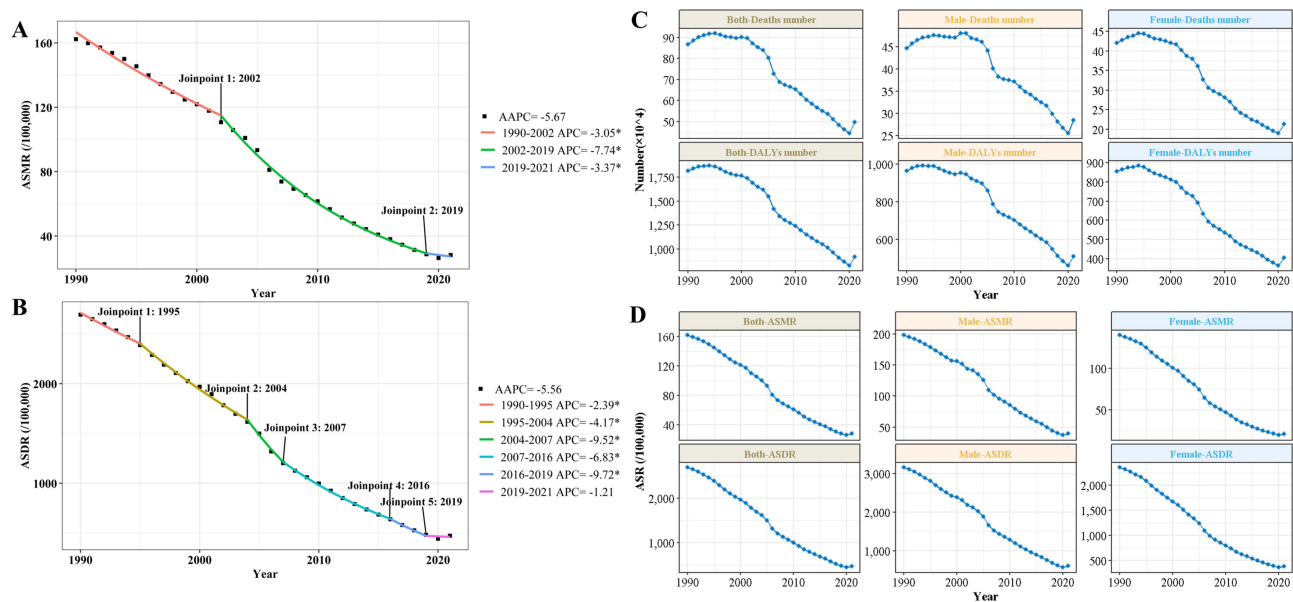 A
ASMR (/100,000)
160
120
80
40
Joinpoint 1: 2002
Joinpoint 2: 2019
1990
2000
2010
2020
Year
AAPC= -5.67
1990-2002 APC= -3.05*
2002-2019 APC= -7.74*
2019-2021 APC= -3.37*
B
ASDR (/100,000)
2000
1000
Joinpoint 1: 1995
Joinpoint 2: 2004
Joinpoint 3: 2007
Joinpoint 4: 2016
Joinpoint 5: 2019
1990
2000
2010
2020
Year
AAPC= -5.56
1990-1995 APC= -2.39*
1995-2004 APC= -4.17*
2004-2007 APC= -9.52*
2007-2016 APC= -6.83*
2016-2019 APC= -9.72*
2019-2021 APC= -1.21
C
Number(×10^4)
Both-Deaths number
90
80
70
60
50
Male-Deaths number
45
40
35
30
25
Female-Deaths number
45
40
35
30
25
20
Both-DALYs number
1,750
1,500
1,250
1,000
1990
2000
2010
2020
Male-DALYs number
1,000
800
600
1990
2000
2010
2020
Female-DALYs number
900
800
700
600
500
400
1990
2000
2010
2020
Year
D
ASR (/100,000)
Both-ASMR
160
120
80
40
Male-ASMR
200
150
100
50
Female-ASMR
100
50
Both-ASDR
2,000
1,000
1990
2000
2010
2020
Male-ASDR
3,000
2,000
1,000
1990
2000
2010
2020
Female-ASDR
2,000
1,500
1,000
500
1990
2000
2010
2020
Year